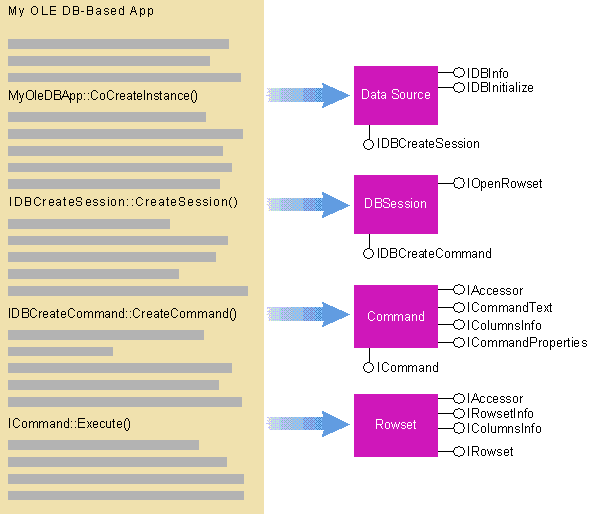 My OLE DB-Based App
MyOleDBApp::CoCreateInstance()
IDBCreateSession::CreateSession()
IDBCreateCommand::CreateCommand()
ICommand::Execute()
Data Source
IDBInfo
IDBInitialize
IDBCreateSession
DBSession
IOpenRowset
IDBCreateCommand
Command
IAccessor
ICommandText
IColumnsInfo
ICommandProperties
ICommand
Rowset
IAccessor
IRowsetInfo
IColumnsInfo
IRowset